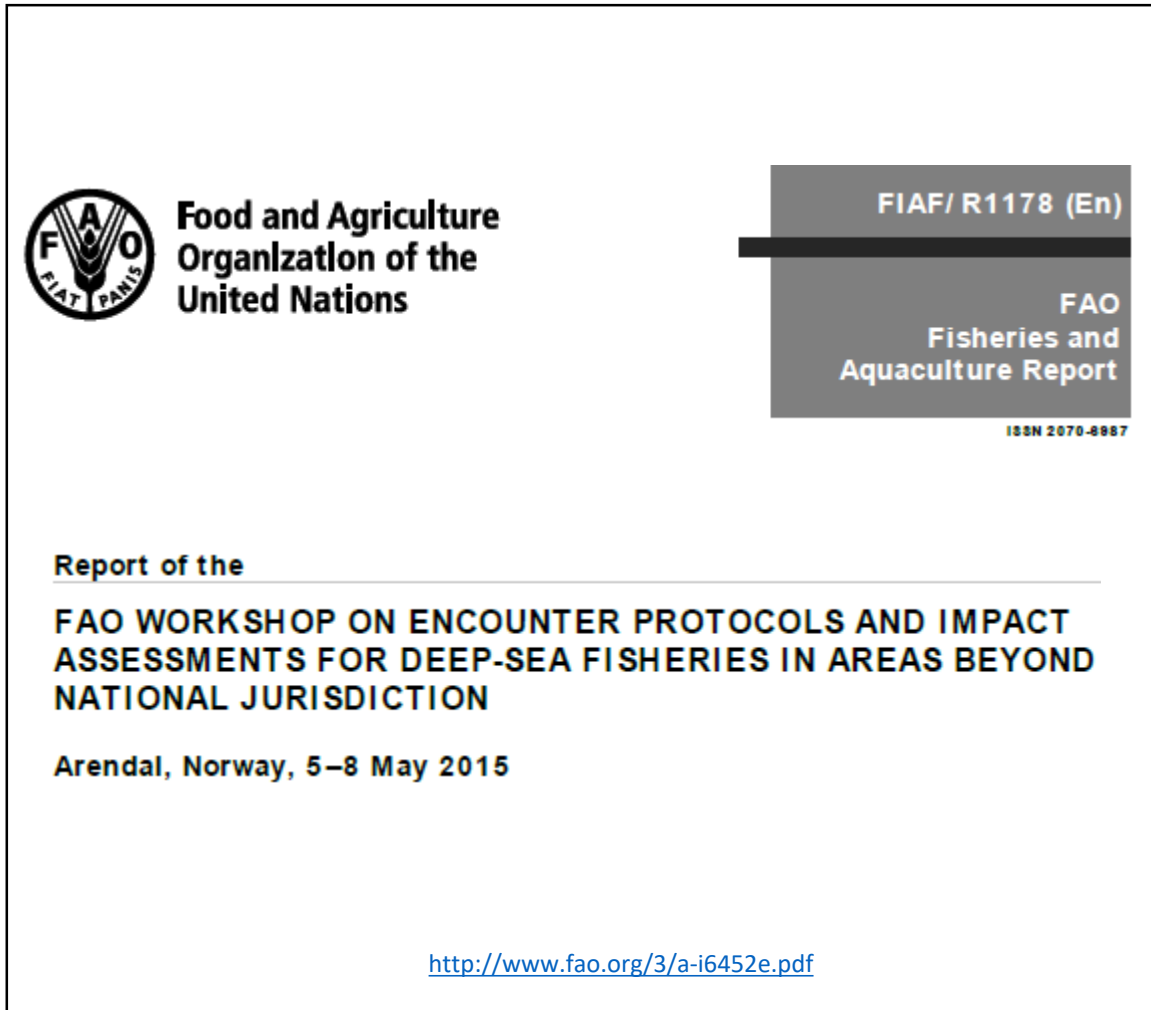 F A O
FIAT PANIS
Food and Agriculture
Organization of the
United Nations
FIAF/ R1178 (En)
FAO
Fisheries and
Aquaculture Report
ISSN 2070-6987
Report of the
FAO WORKSHOP ON ENCOUNTER PROTOCOLS AND IMPACT
ASSESSMENTS FOR DEEP-SEA FISHERIES IN AREAS BEYOND
NATIONAL JURISDICTION
Arendal, Norway, 5–8 May 2015
http://www.fao.org/3/a-i6452e.pdf